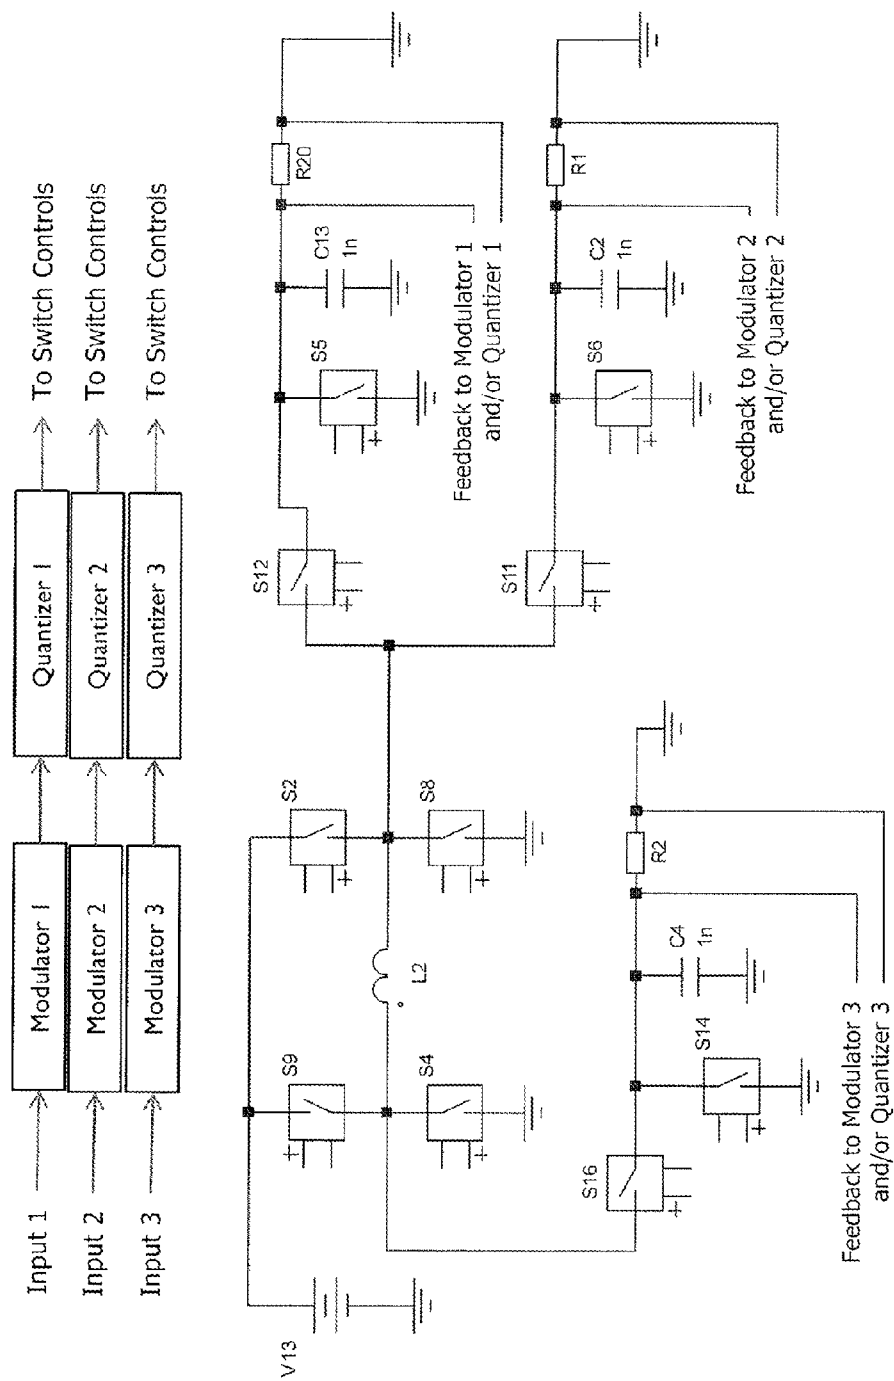 Input 1
Modulator 1
Quantizer 1
To Switch Controls
Input 2
Modulator 2
Quantizer 2
To Switch Controls
Input 3
Modulator 3
Quantizer 3
To Switch Controls
V13
S9
S2
S4
L2
S8
S12
S5
C13
1n
R20
Feedback to Modulator 1
and/or Quantizer 1
S11
S6
C2
1n
R1
Feedback to Modulator 2
and/or Quantizer 2
S16
S14
C4
1n
R2
Feedback to Modulator 3
and/or Quantizer 3